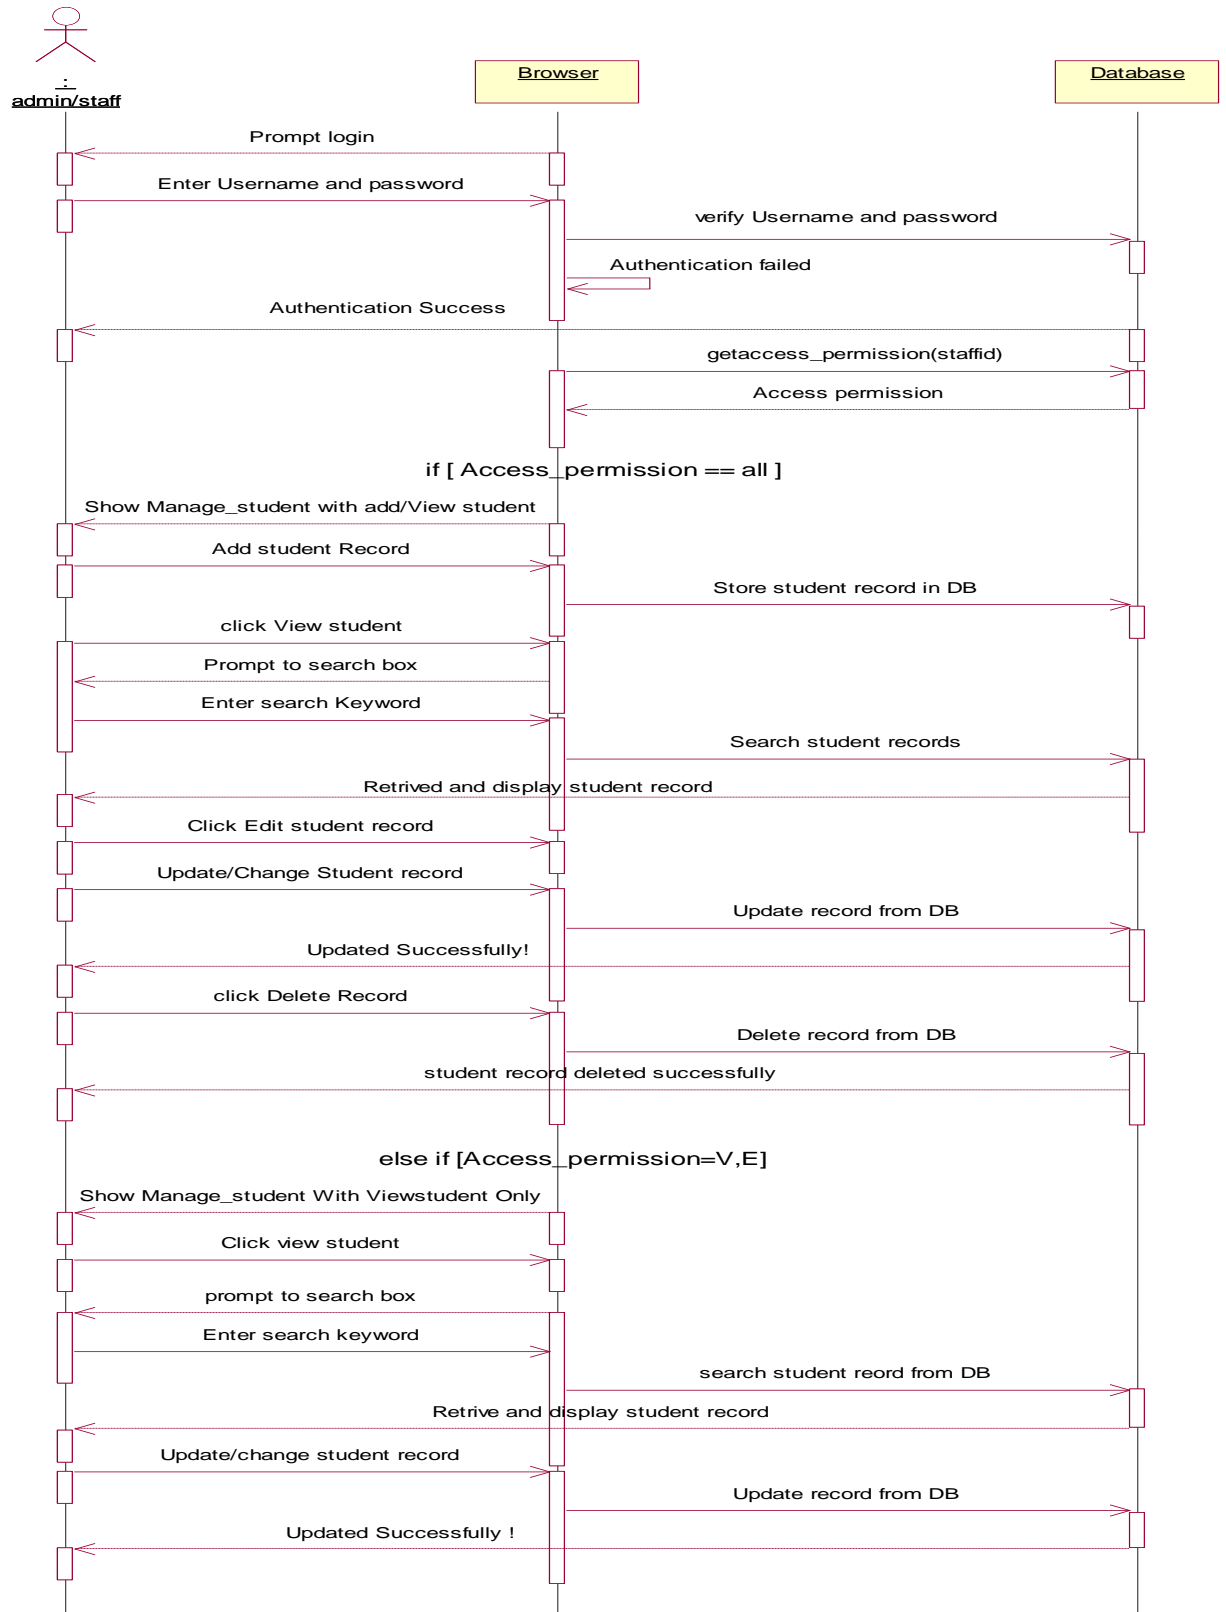 :
admin/staff
Browser
Database
Prompt login
Enter Username and password
verify Username and password
Authentication failed
Authentication Success
getaccess_permission(staffid)
Access permission
if [ Access_permission == all ]
Show Manage_student with add/View student
Add student Record
Store student record in DB
click View student
Prompt to search box
Enter search Keyword
Search student records
Retrived and display student record
Click Edit student record
Update/Change Student record
Update record from DB
Updated Successfully!
click Delete Record
Delete record from DB
student record deleted successfully
else if [Access_permission=V,E]
Show Manage_student With Viewstudent Only
Click view student
prompt to search box
Enter search keyword
search student reord from DB
Retrive and display student record
Update/change student record
Update record from DB
Updated Successfully !